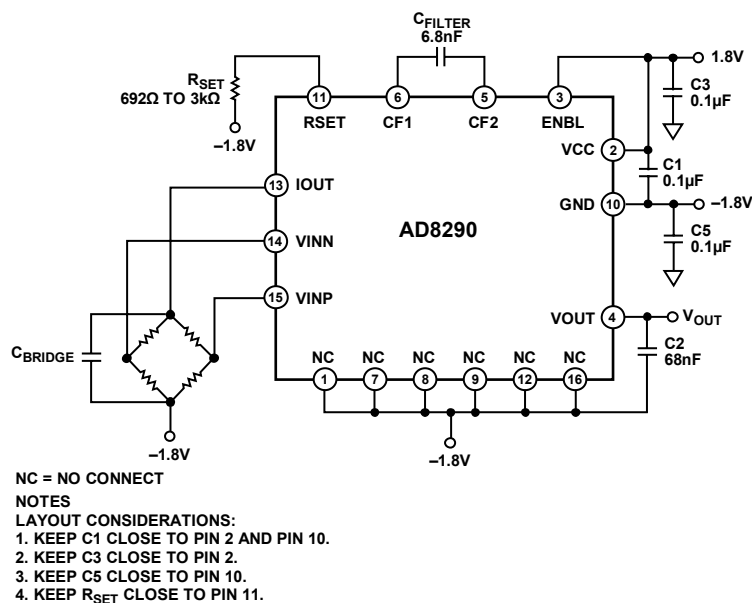 CFILTER
6.8nF
RSET
692Ω TO 3kΩ
–1.8V
11
RSET
6
CF1
5
CF2
3
ENBL
1.8V
C3
0.1µF
VCC
2
C1
0.1µF
GND
10
–1.8V
C5
0.1µF
13
IOUT
14
VINN
15
VINP
AD8290
VOUT
4
VOUT
C2
68nF
CBRIDGE
–1.8V
NC
NC
NC
NC
NC
NC
1
7
8
9
12
16
–1.8V
NC = NO CONNECT
NOTES
LAYOUT CONSIDERATIONS:
1. KEEP C1 CLOSE TO PIN 2 AND PIN 10.
2. KEEP C3 CLOSE TO PIN 2.
3. KEEP C5 CLOSE TO PIN 10.
4. KEEP RSET CLOSE TO PIN 11.